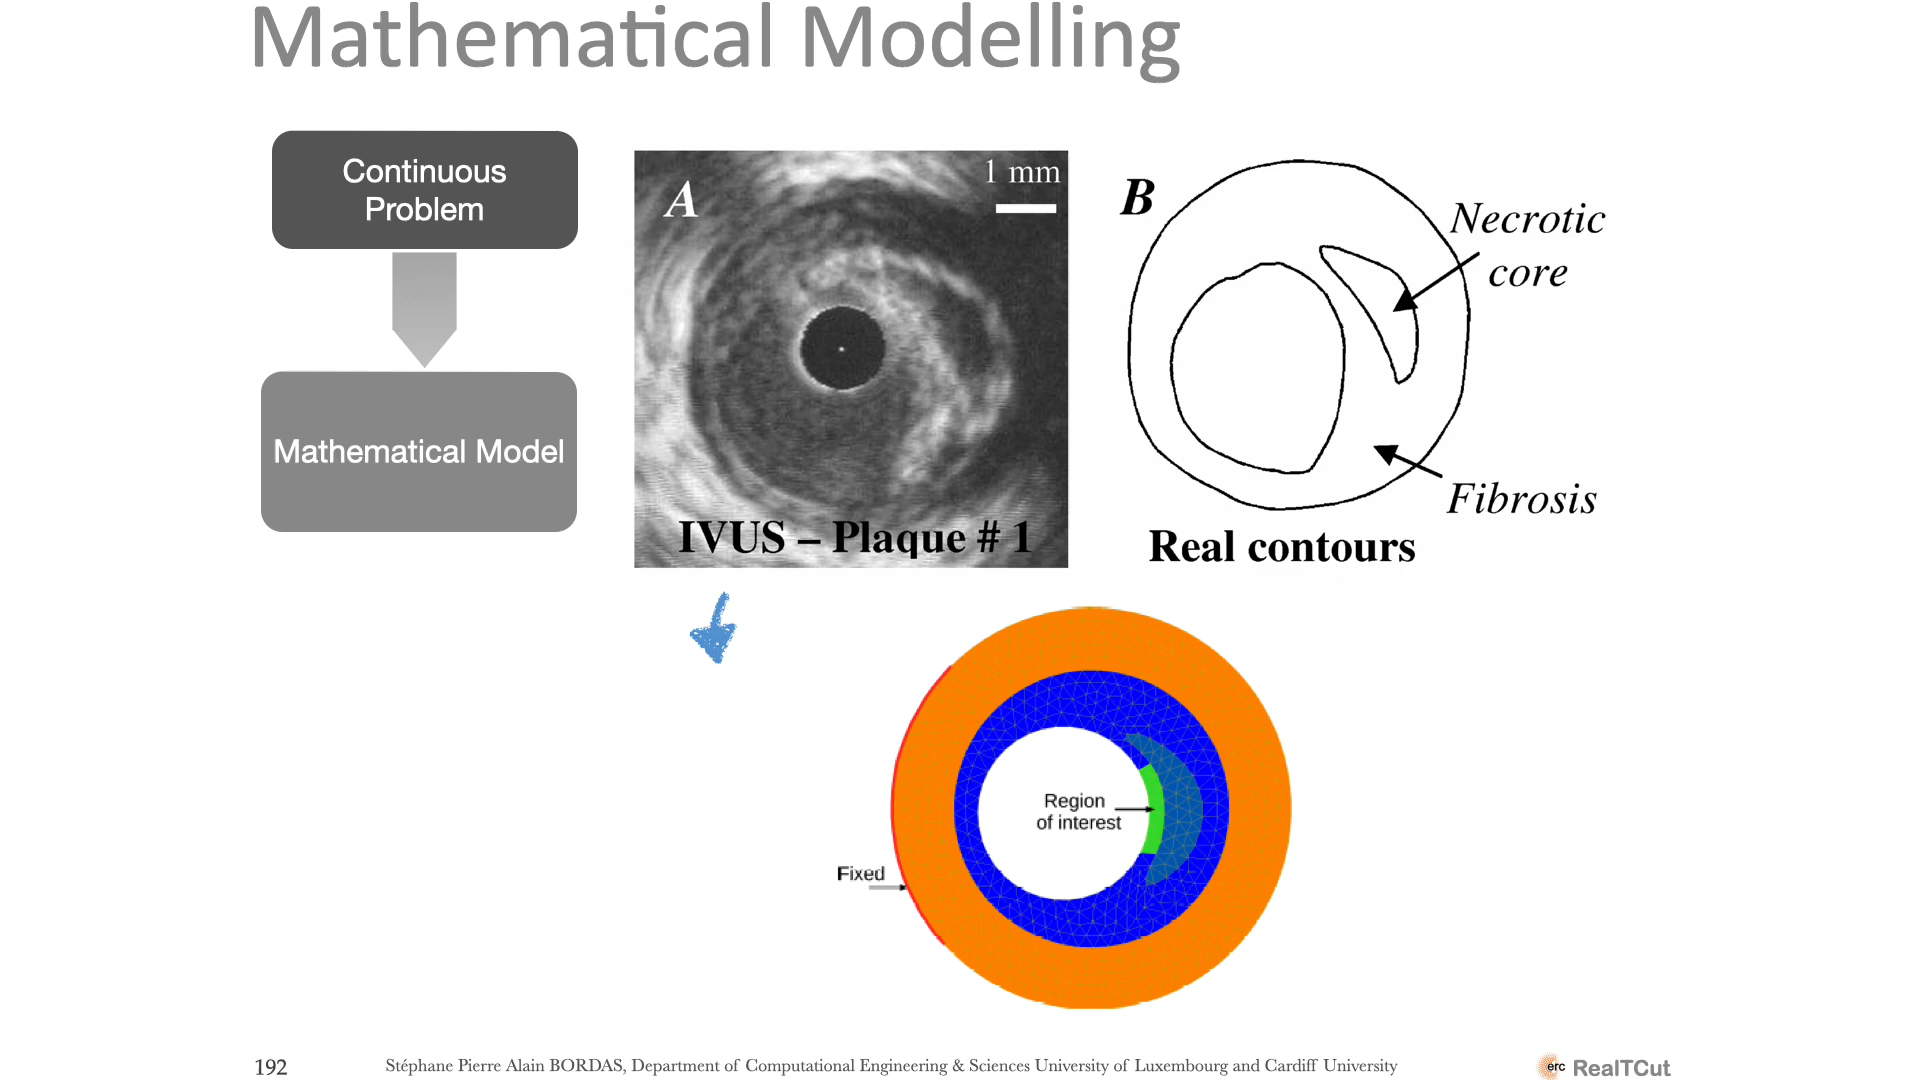 Mathematical Modelling
Continuous
Problem
Mathematical Model
A
1 mm
IVUS – Plaque # 1
B
Necrotic
core
Fibrosis
Real contours
Region
of interest
Fixed
192
Stéphane Pierre Alain BORDAS, Department of Computational Engineering & Sciences University of Luxembourg and Cardiff University
erc RealTCut